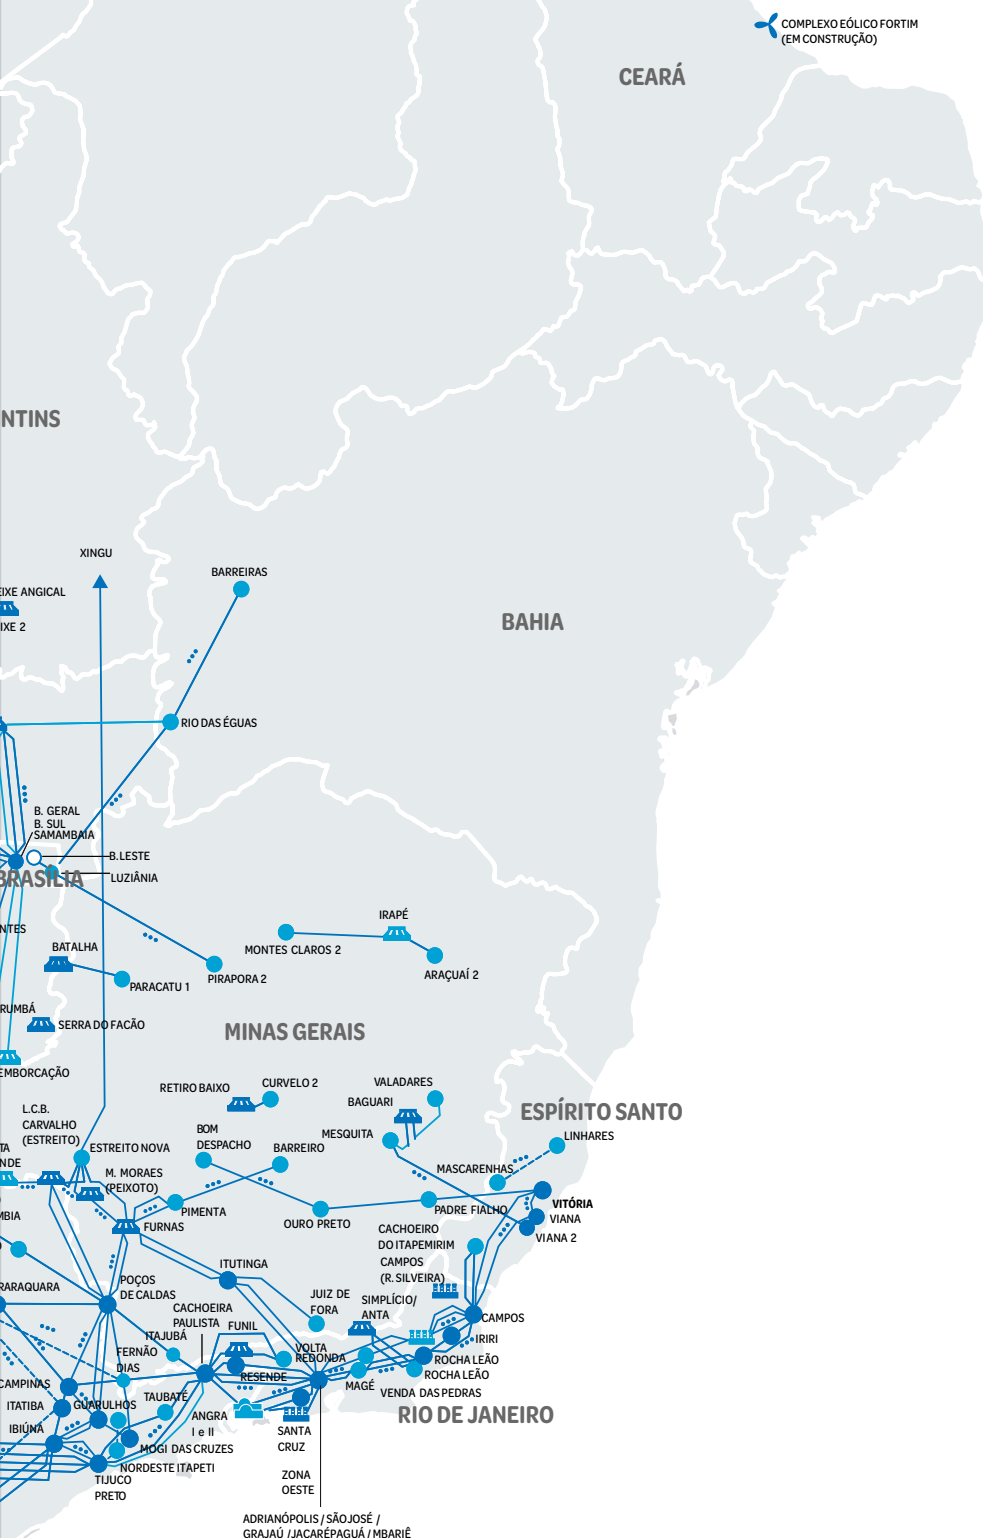 COMPLEXO EÓLICO FORTIM
(EM CONSTRUÇÃO)
CEARÁ
NTINS
XINGU
BARREIRAS
EIXE ANGICAL
IXE 2
BAHIA
RIO DAS ÉGUAS
B. GERAL
B. SUL
SAMAMBAIA
B.LESTE
BRASÍLIA
LUZIÂNIA
IRAPÉ
NTES
MONTES CLAROS 2
BATALHA
ARAÇUAÍ 2
PIRAPORA 2
PARACATU 1
RUMBÁ
SERRA DO FACÃO
MINAS GERAIS
EMBORCAÇÃO
RETIRO BAIXO
CURVELO 2
VALADARES
BAGUARI
L.C.B.
CARVALHO
(ESTREITO)
ESPÍRITO SANTO
BOM
DESPACHO
MESQUITA
LINHARES
TA
NDE
ESTREITO NOVA
BARREIRO
M. MORAES
(PEIXOTO)
MASCARENHAS
VITÓRIA
PIMENTA
PADRE FIALHO
MBIA
FURNAS
OURO PRETO
VIANA
VIANA 2
CACHOEIRO
DO ITAPEMIRIM
CAMPOS
(R. SILVEIRA)
ITUTINGA
RARAQUARA
POÇOS
DE CALDAS
JUIZ DE
FORA
SIMPLÍCIO/
ANTA
CACHOEIRA
PAULISTA
FUNIL
CAMPOS
ITAJUBÁ
IRIRI
FERNÃO
DIAS
VOLTA
REDONDA
ROCHA LEÃO
ROCHA LEÃO
RESENDE
CAMPINAS
MAGÉ
VENDA DAS PEDRAS
ITATIBA
GUARULHOS
TAUBATÉ
ANGRA
I e II
RIO DE JANEIRO
IBIÚNA
SANTA
CRUZ
MOGI DAS CRUZES
NORDESTE ITAPETI
TIJUCO
PRETO
ZONA
OESTE
ADRIANÓPOLIS / SÃOJOSÉ /
GRAJAÚ /JACARÉPAGUÁ / MBARIÊ